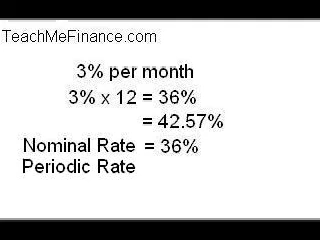 TeachMeFinance.com
3% per month
3% x 12 = 36%
= 42.57%
Nominal Rate = 36%
Periodic Rate